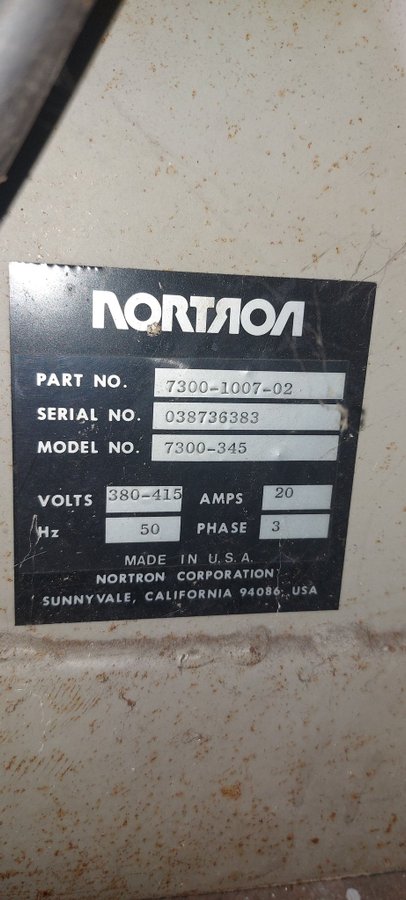 NORTRON
PART NO. 7300-1007-02
SERIAL NO. 038736383
MODEL NO. 7300-345
VOLTS 380-415 AMPS 20
Hz 50 PHASE 3
MADE IN U.S.A.
NORTRON CORPORATION
SUNNYVALE, CALIFORNIA 94086 USA